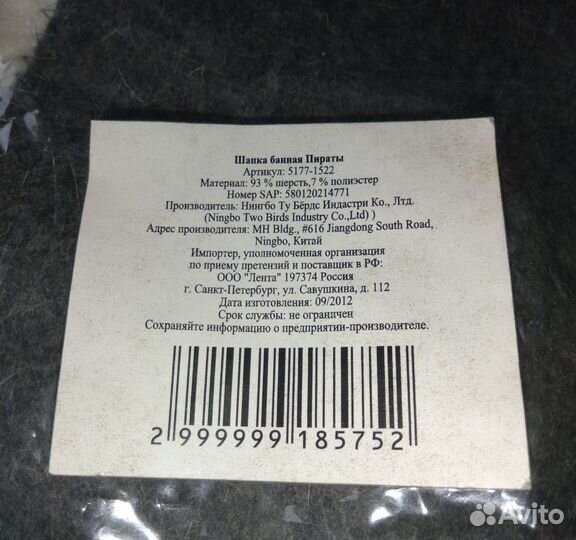 Шапка банная Пираты
Артикул: 5177-1522
Материал: 93 % шерсть,7 % полиэстер
Номер SAP: 580120214771
Производитель: Нингбо Ту Бёрдс Индастри Ко., Лтд.
(Ningbo Two Birds Industry Co.,Ltd) )
Адрес производителя: MH Bldg., #616 Jiangdong South Road,
Ningbo, Китай
Импортер, уполномоченная организация
по приему претензий и поставщик в РФ:
ООО "Лента" 197374 Россия
г. Санкт-Петербург, ул. Савушкина, д. 112
Дата изготовления: 09/2012
Срок службы: не ограничен
Сохраняйте информацию о предприятии-производителе.
2 999999 185752
Avito